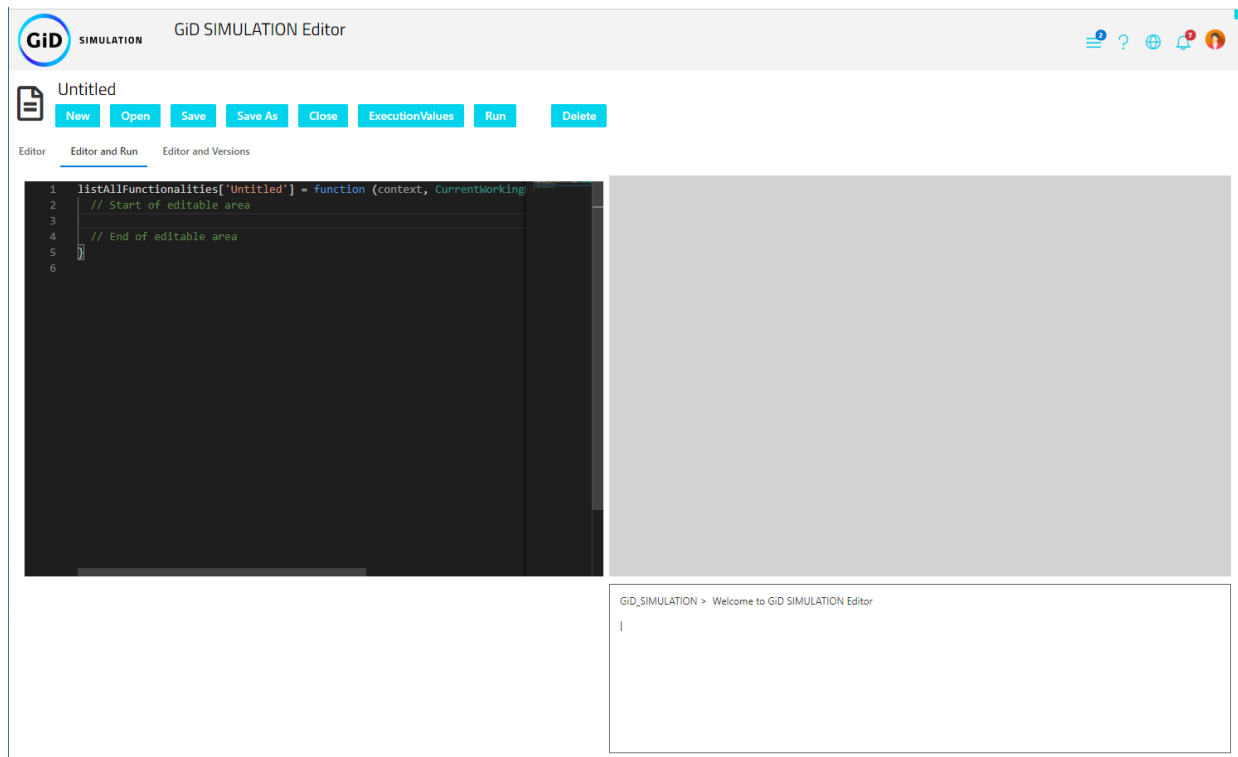 GiD SIMULATION
GiD SIMULATION Editor
2
7
Untitled
New Open Save Save As Close ExecutionValues Run Delete
Editor Editor and Run Editor and Versions
1 listAllFunctionalities['Untitled'] = function (context, CurrentWorking
2 // Start of editable area
3
4 // End of editable area
5 }
6
GiD_SIMULATION > Welcome to GiD SIMULATION Editor